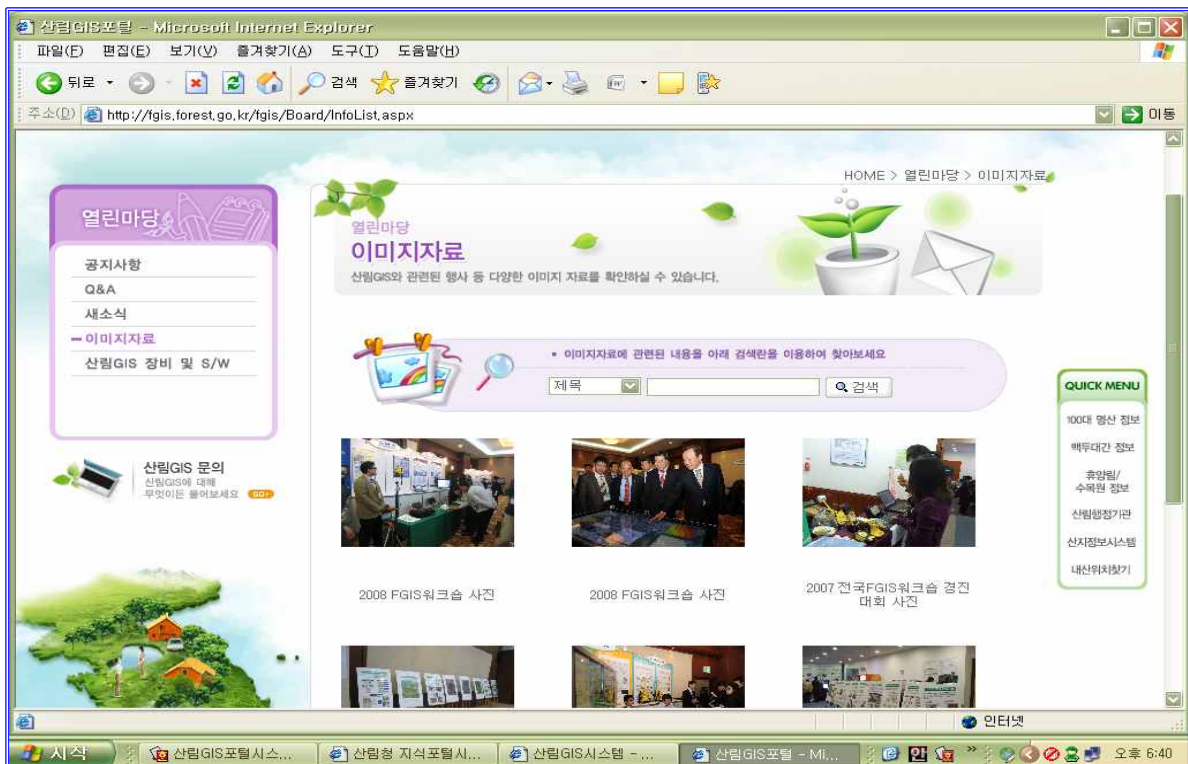 산림GIS포털 - Microsoft Internet Explorer
파일(F) 편집(E) 보기(V) 즐겨찾기(A) 도구(T) 도움말(H)
뒤로 검색 즐겨찾기
주소(D) http://fgis.forest.go.kr/fgis/Board/InfoList.aspx 이동
HOME > 열린마당 > 이미지자료
열린마당
공지사항
Q&A
새소식
이미지자료
산림GIS 장비 및 S/W
산림GIS 문의
산림GIS에 대해
무엇이든 물어보세요 GO
열린마당
이미지자료
산림GIS와 관련된 행사 등 다양한 이미지 자료를 확인하실 수 있습니다.
이미지자료에 관련된 내용을 아래 검색란을 이용하여 찾아보세요
제목 검색
2008 FGIS워크숍 사진
2008 FGIS워크숍 사진
2007 전국FGIS워크숍 경진
대회 사진
QUICK MENU
100대 명산 정보
백두대간 정보
휴양림/
수목원 정보
산림행정기관
산지정보시스템
내산위치찾기
인터넷
시작 산림GIS포털시스... 산림청 지식포털시... 산림GIS시스템 - ... 산림GIS포털 - Mi... 오후 6:40